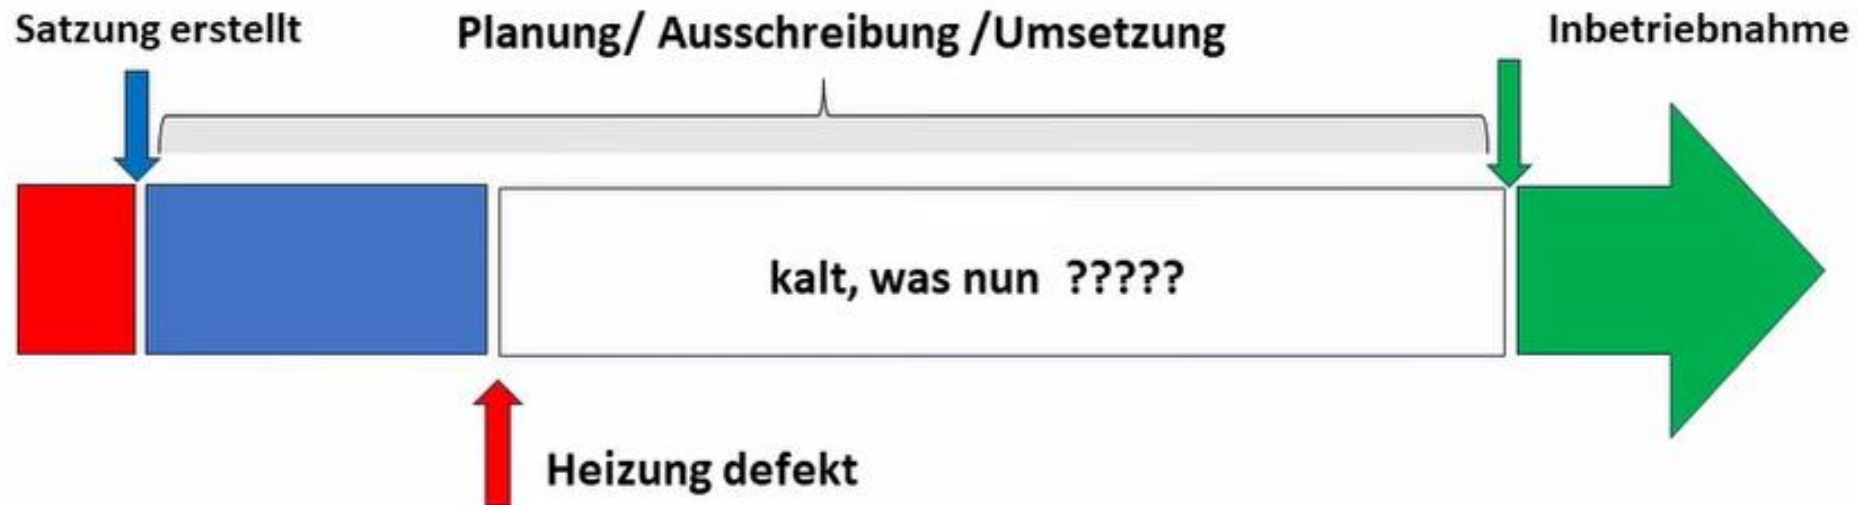 Satzung erstellt
Planung/ Ausschreibung /Umsetzung
Inbetriebnahme
kalt, was nun ?????
Heizung defekt